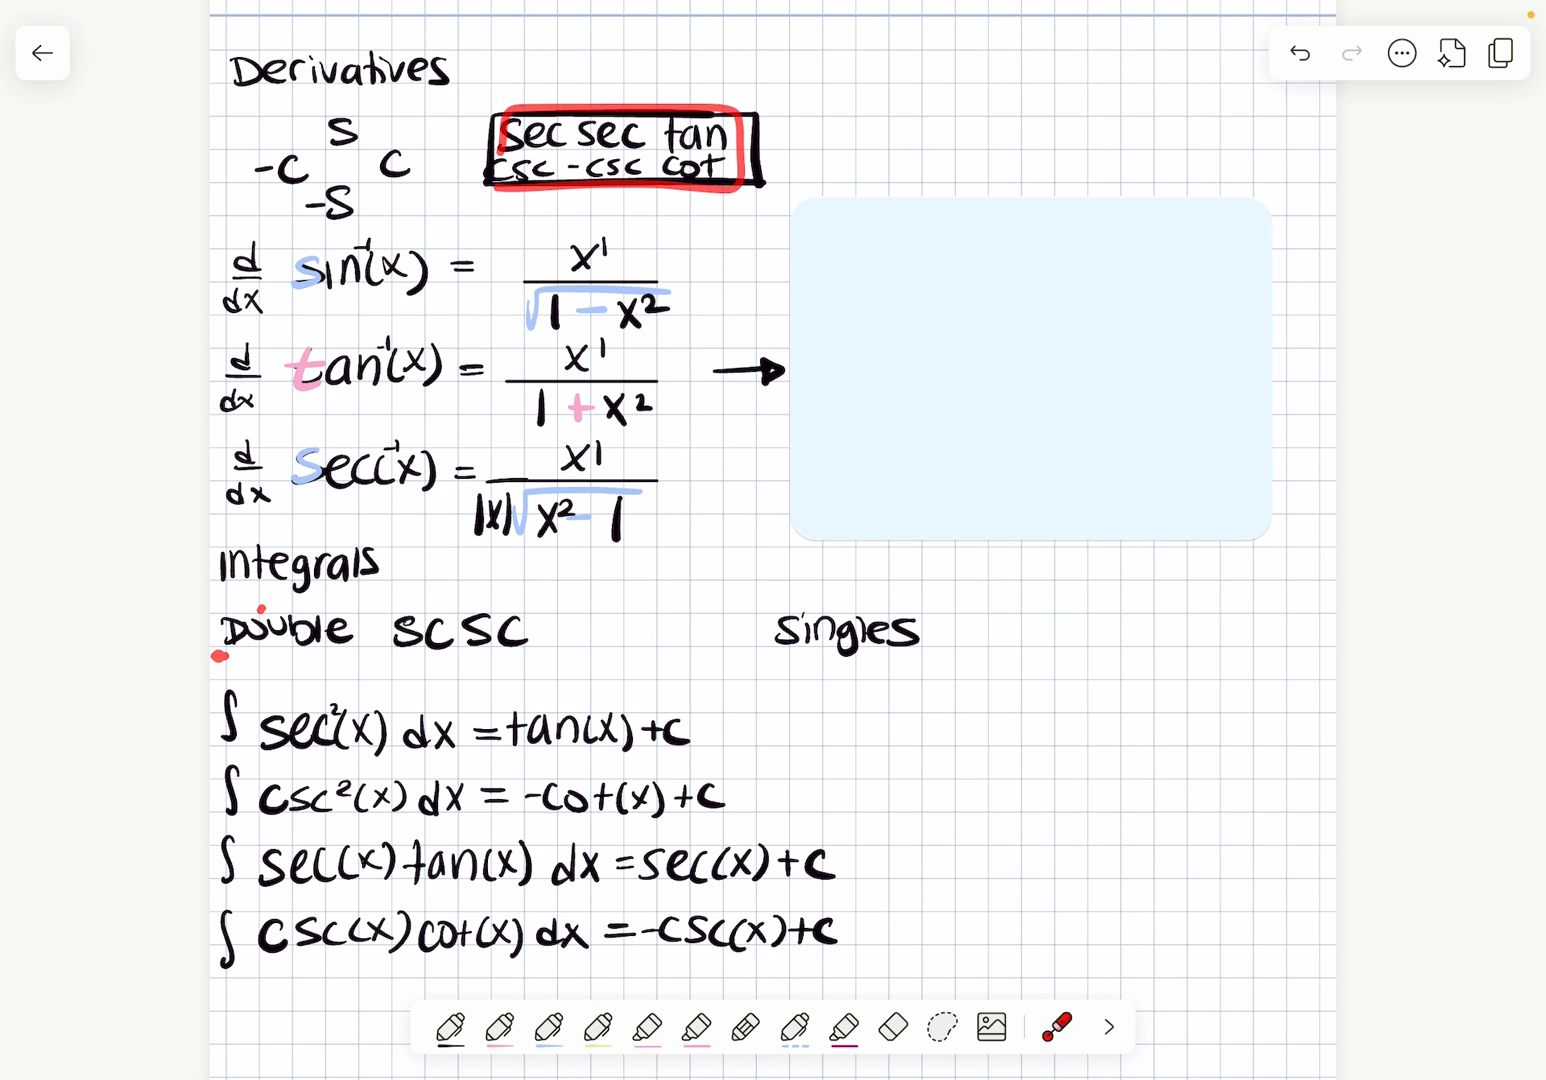 Derivatives
S
-C C
-S
sec sec tan
csc -csc cot
d/dx sin⁻¹(x) = x'/√(1 - x²)
d/dx tan⁻¹(x) = x'/(1 + x²)
d/dx sec⁻¹(x) = x'/(|x|√(x² - 1))
Integrals
Double SCSC
Singles
∫ sec²(x) dx = tan(x) + C
∫ csc²(x) dx = -cot(x) + C
∫ sec(x) tan(x) dx = sec(x) + C
∫ csc(x) cot(x) dx = -csc(x) + C